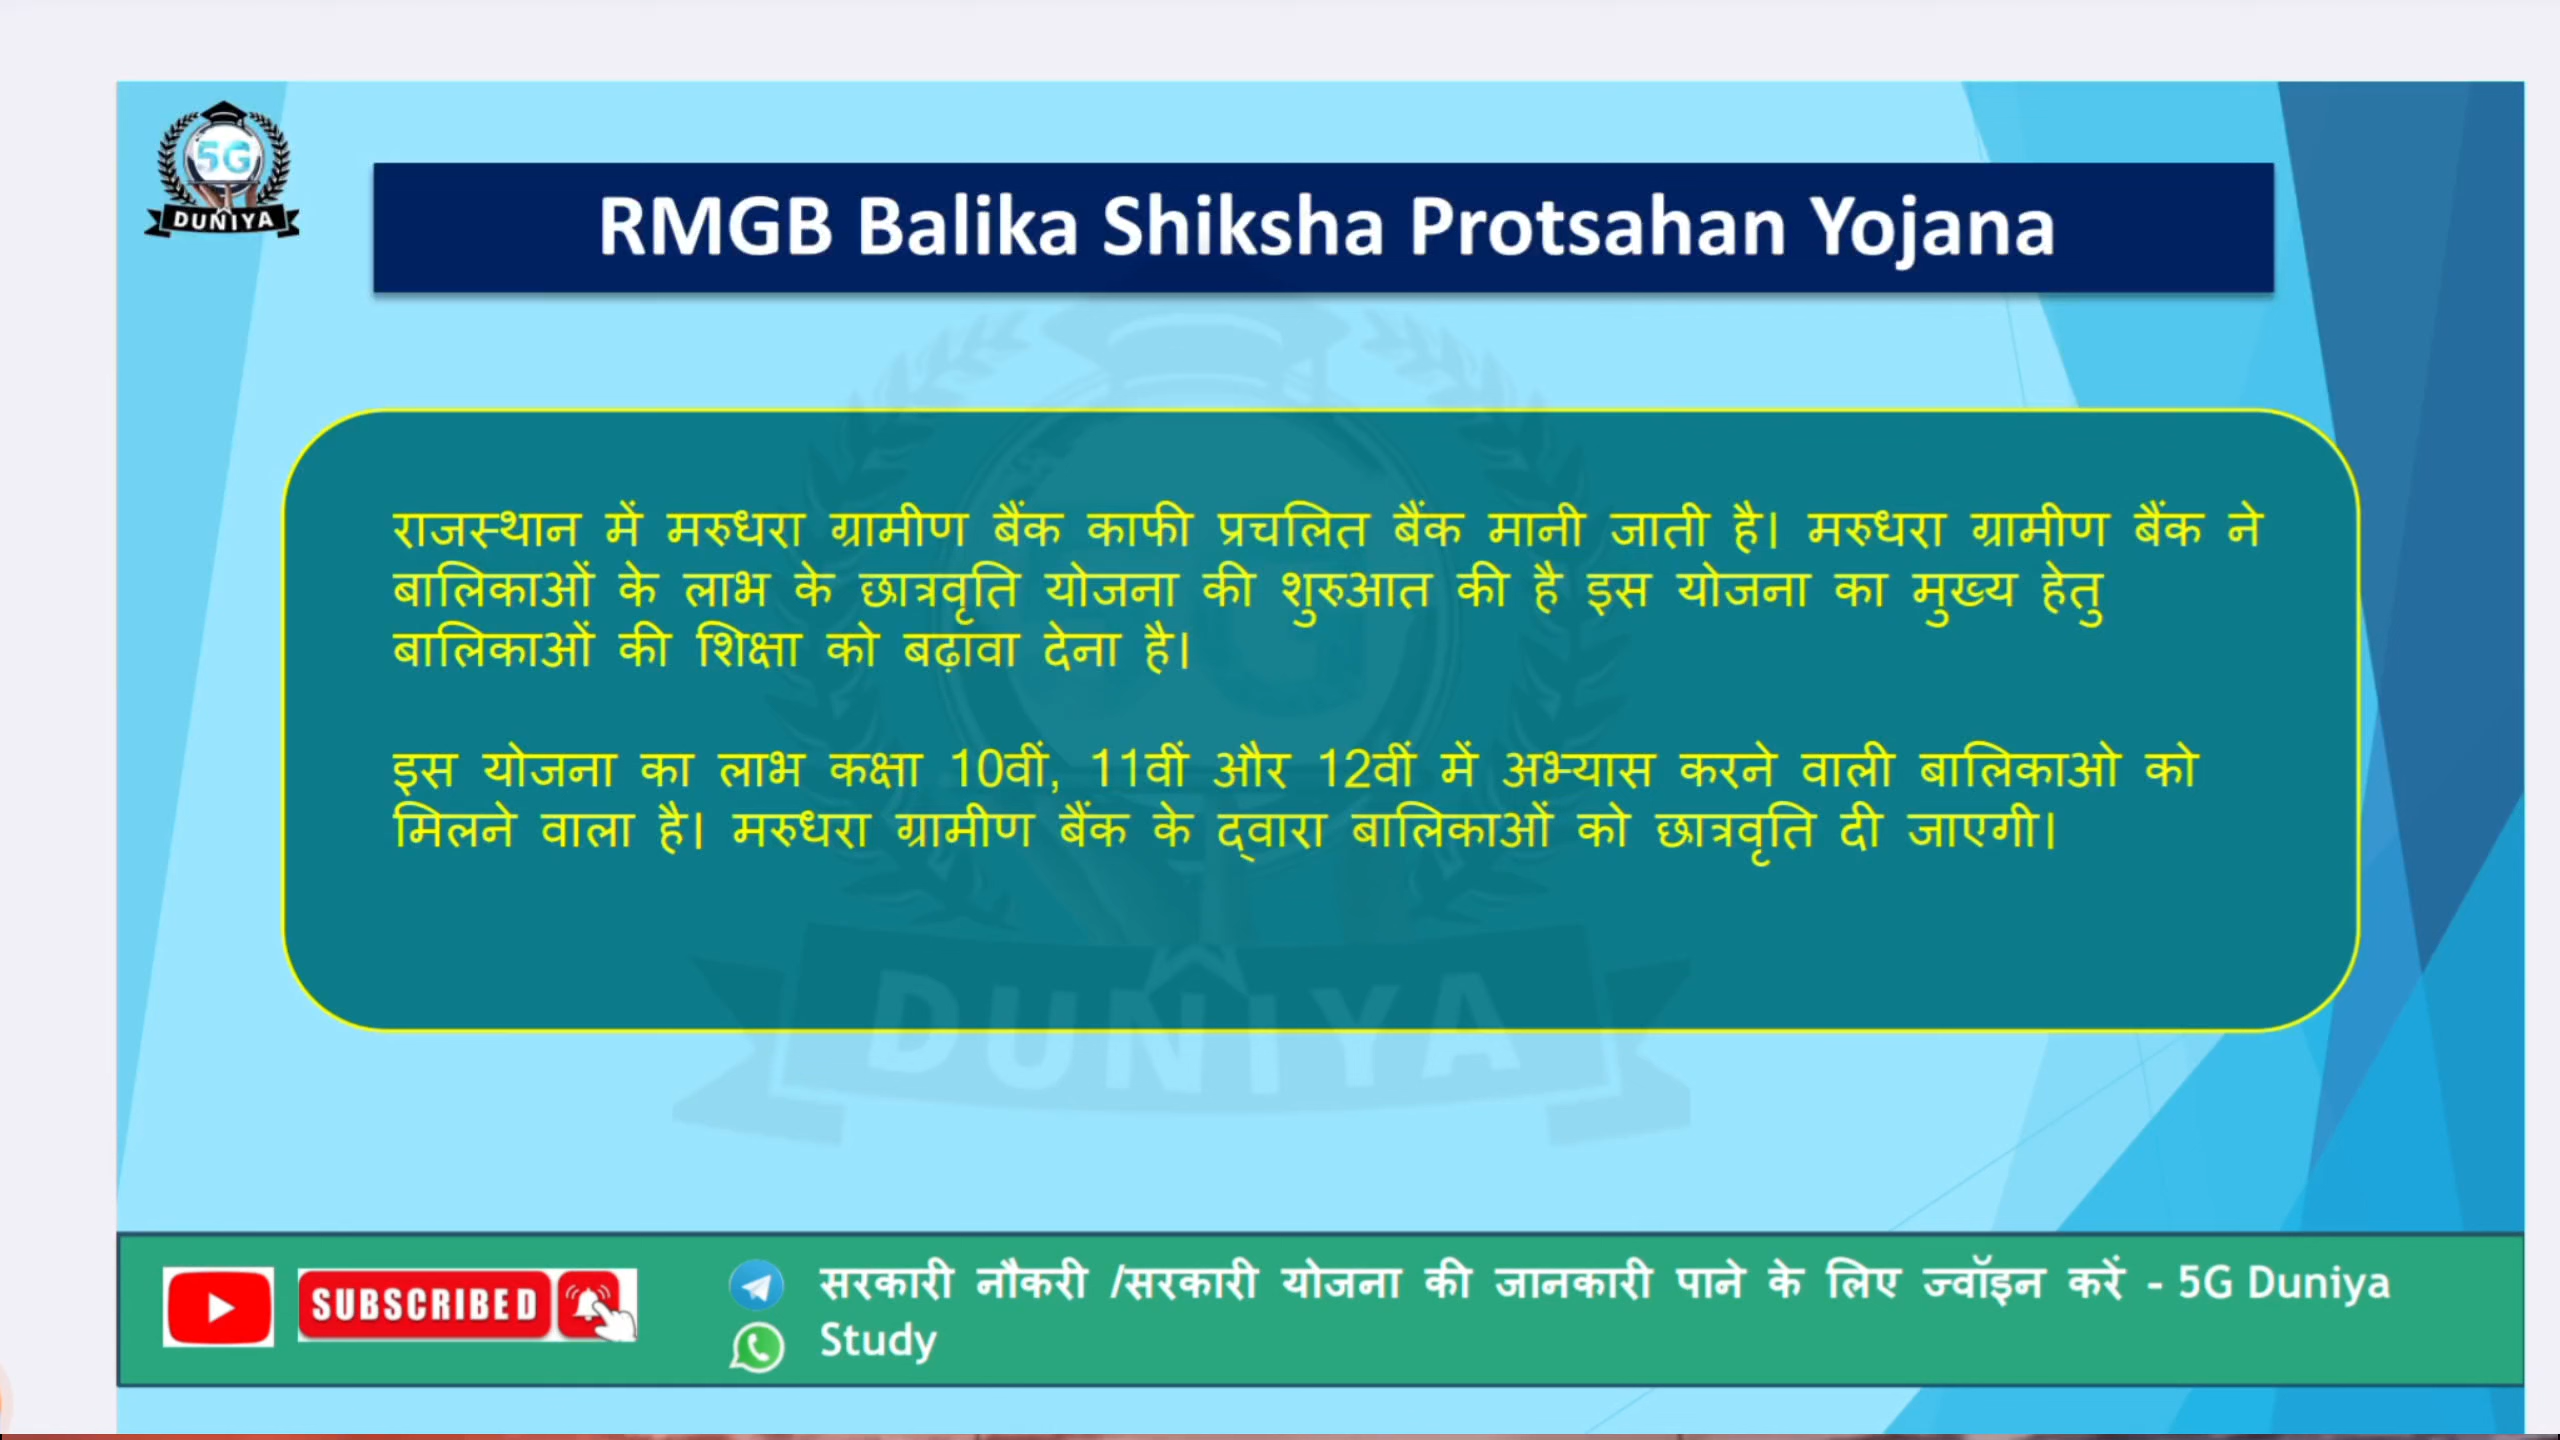 5G
DUNIYA
RMGB Balika Shiksha Protsahan Yojana
राजस्थान में मरुधरा ग्रामीण बैंक काफी प्रचलित बैंक मानी जाती है। मरुधरा ग्रामीण बैंक ने
बालिकाओं के लाभ के छात्रवृति योजना की शुरुआत की है इस योजना का मुख्य हेतु
बालिकाओं की शिक्षा को बढ़ावा देना है।
इस योजना का लाभ कक्षा 10वीं, 11वीं और 12वीं में अभ्यास करने वाली बालिकाओ को
मिलने वाला है। मरुधरा ग्रामीण बैंक के द्वारा बालिकाओं को छात्रवृति दी जाएगी।
5G
DUNIYA
SUBSCRIBED
सरकारी नौकरी /सरकारी योजना की जानकारी पाने के लिए ज्वॉइन करें - 5G Duniya
Study